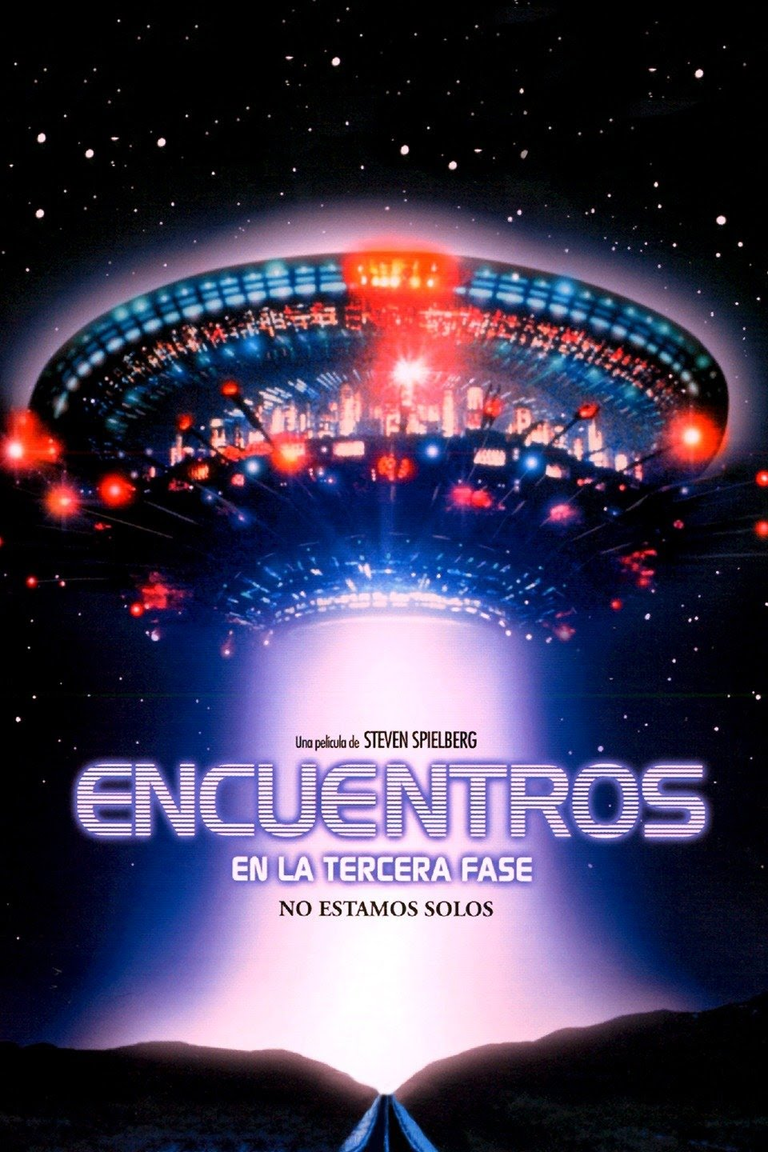 Una película de STEVEN SPIELBERG
ENCUENTROS
EN LA TERCERA FASE
NO ESTAMOS SOLOS